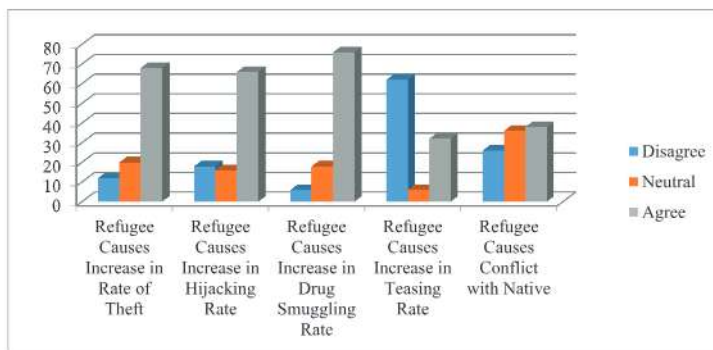 80
70
60
50
40
30
20
10
0
Refugee
Causes
Increase in
Rate of
Theft
Refugee
Causes
Increase in
Hijacking
Rate
Refugee
Causes
Increase in
Drug
Smuggling
Rate
Refugee
Causes
Increase in
Teasing
Rate
Refugee
Causes
Conflict
with Native
Disagree
Neutral
Agree